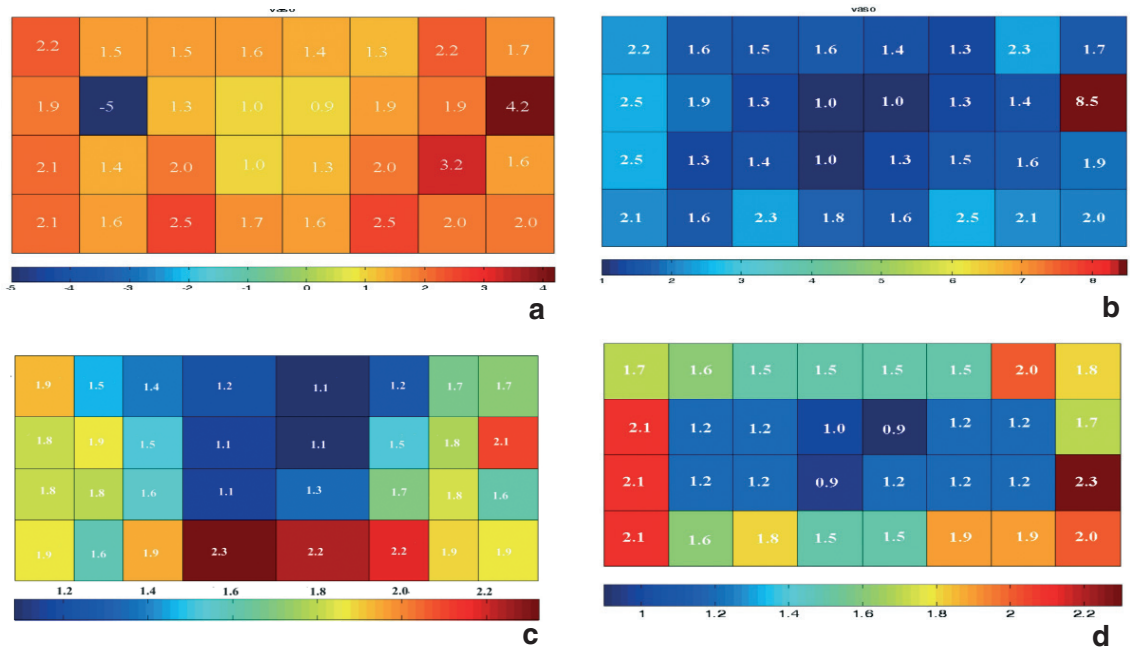 vaso
2.2 1.5 1.5 1.6 1.4 1.3 2.2 1.7
1.9 -5 1.3 1.0 0.9 1.9 1.9 4.2
2.1 1.4 2.0 1.0 1.3 2.0 3.2 1.6
2.1 1.6 2.5 1.7 1.6 2.5 2.0 2.0
-5 -4 -3 -2 -1 0 1 2 3 4
a
vaso
2.2 1.6 1.5 1.6 1.4 1.3 2.3 1.7
2.5 1.9 1.3 1.0 1.0 1.3 1.4 8.5
2.5 1.3 1.4 1.0 1.3 1.5 1.6 1.9
2.1 1.6 2.3 1.8 1.6 2.5 2.1 2.0
1 2 3 4 5 6 7 8
b
1.9 1.5 1.4 1.2 1.1 1.2 1.7 1.7
1.8 1.9 1.5 1.1 1.1 1.5 1.8 2.1
1.8 1.8 1.6 1.1 1.3 1.7 1.8 1.6
1.9 1.6 1.9 2.3 2.2 2.2 1.9 1.9
1.2 1.4 1.6 1.8 2.0 2.2
c
1.7 1.6 1.5 1.5 1.5 1.5 2.0 1.8
2.1 1.2 1.2 1.0 0.9 1.2 1.2 1.7
2.1 1.2 1.2 0.9 1.2 1.2 1.2 2.3
2.1 1.6 1.8 1.5 1.5 1.9 1.9 2.0
1 1.2 1.4 1.6 1.8 2 2.2
d